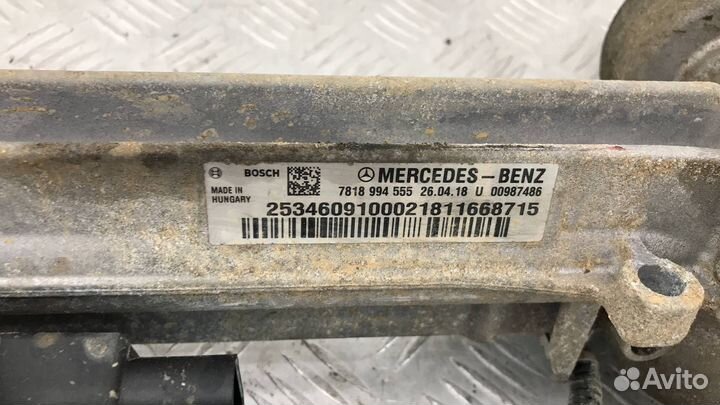 BOSCH
MERCEDES-BENZ
MADE IN
HUNGARY
7818 994 555 26.04.18 U 00987486
2534609100021811668715
Avito